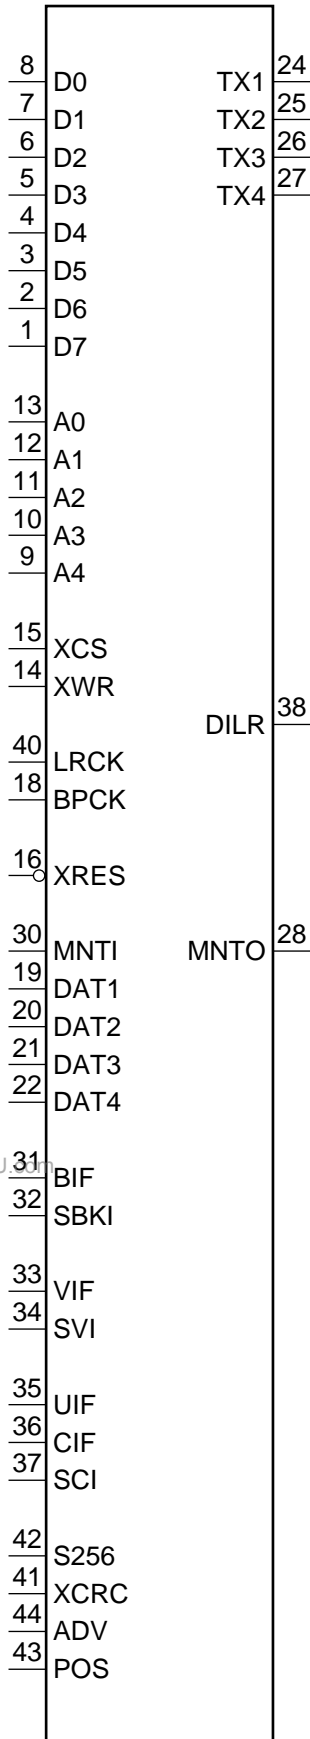 8 D0 TX1 24
7 D1 TX2 25
6 D2 TX3 26
5 D3 TX4 27
4 D4
3 D5
2 D6
1 D7
13 A0
12 A1
11 A2
10 A3
9 A4
15 XCS
14 XWR
DILR 38
40 LRCK
18 BPCK
16 XRES
30 MNTI MNTO 28
19 DAT1
20 DAT2
21 DAT3
22 DAT4
31 BIF
32 SBKI
33 VIF
34 SVI
35 UIF
36 CIF
37 SCI
42 S256
41 XCRC
44 ADV
43 POS